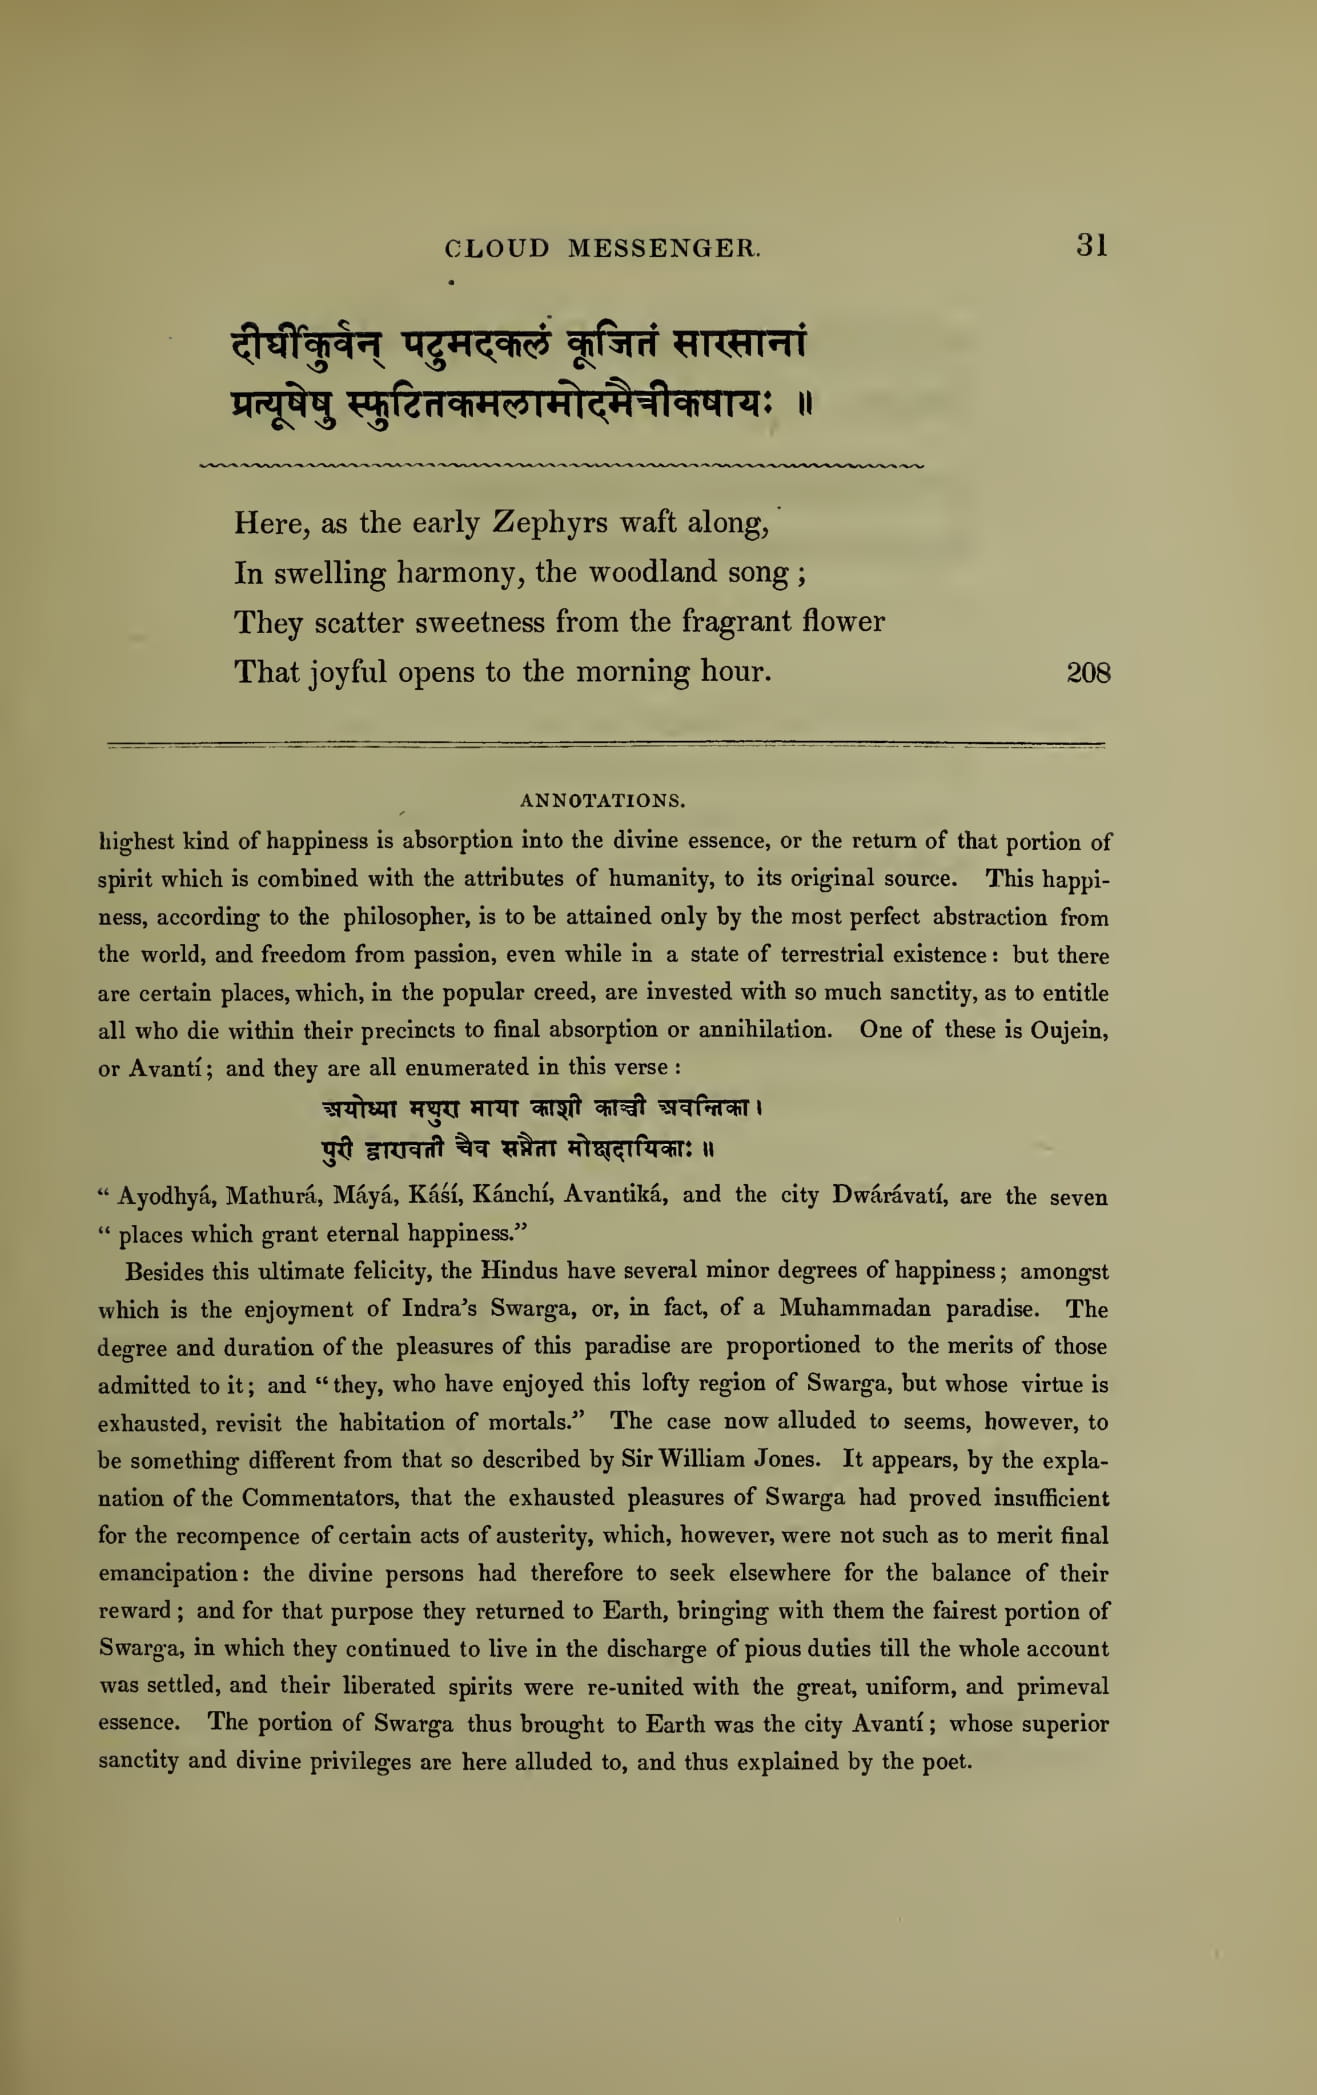 CLOUD MESSENGER. 31
दीर्घीकुर्वन् पटुमदकलं कूजितं सारसानां
प्रत्यूषेषु स्फुटितकमलामोदमैत्रीकषायः ॥
Here, as the early Zephyrs waft along,
In swelling harmony, the woodland song ;
They scatter sweetness from the fragrant flower
That joyful opens to the morning hour. 208
ANNOTATIONS.
highest kind of happiness is absorption into the divine essence, or the return of that portion of
spirit which is combined with the attributes of humanity, to its original source. This happi-
ness, according to the philosopher, is to be attained only by the most perfect abstraction from
the world, and freedom from passion, even while in a state of terrestrial existence : but there
are certain places, which, in the popular creed, are invested with so much sanctity, as to entitle
all who die within their precincts to final absorption or annihilation. One of these is Oujein,
or Avantí ; and they are all enumerated in this verse :
अयोध्या मथुरा माया काशी काञ्ची अवन्तिका।
पुरी द्वारावती चैव सप्तैता मोक्षदायिकाः ॥
“ Ayodhyá, Mathurá, Máyá, Káśí, Kánchí, Avantiká, and the city Dwárávatí, are the seven
“ places which grant eternal happiness.”
Besides this ultimate felicity, the Hindus have several minor degrees of happiness ; amongst
which is the enjoyment of Indra’s Swarga, or, in fact, of a Muhammadan paradise. The
degree and duration of the pleasures of this paradise are proportioned to the merits of those
admitted to it ; and “ they, who have enjoyed this lofty region of Swarga, but whose virtue is
exhausted, revisit the habitation of mortals.” The case now alluded to seems, however, to
be something different from that so described by Sir William Jones. It appears, by the expla-
nation of the Commentators, that the exhausted pleasures of Swarga had proved insufficient
for the recompence of certain acts of austerity, which, however, were not such as to merit final
emancipation : the divine persons had therefore to seek elsewhere for the balance of their
reward ; and for that purpose they returned to Earth, bringing with them the fairest portion of
Swarga, in which they continued to live in the discharge of pious duties till the whole account
was settled, and their liberated spirits were re-united with the great, uniform, and primeval
essence. The portion of Swarga thus brought to Earth was the city Avantí ; whose superior
sanctity and divine privileges are here alluded to, and thus explained by the poet.